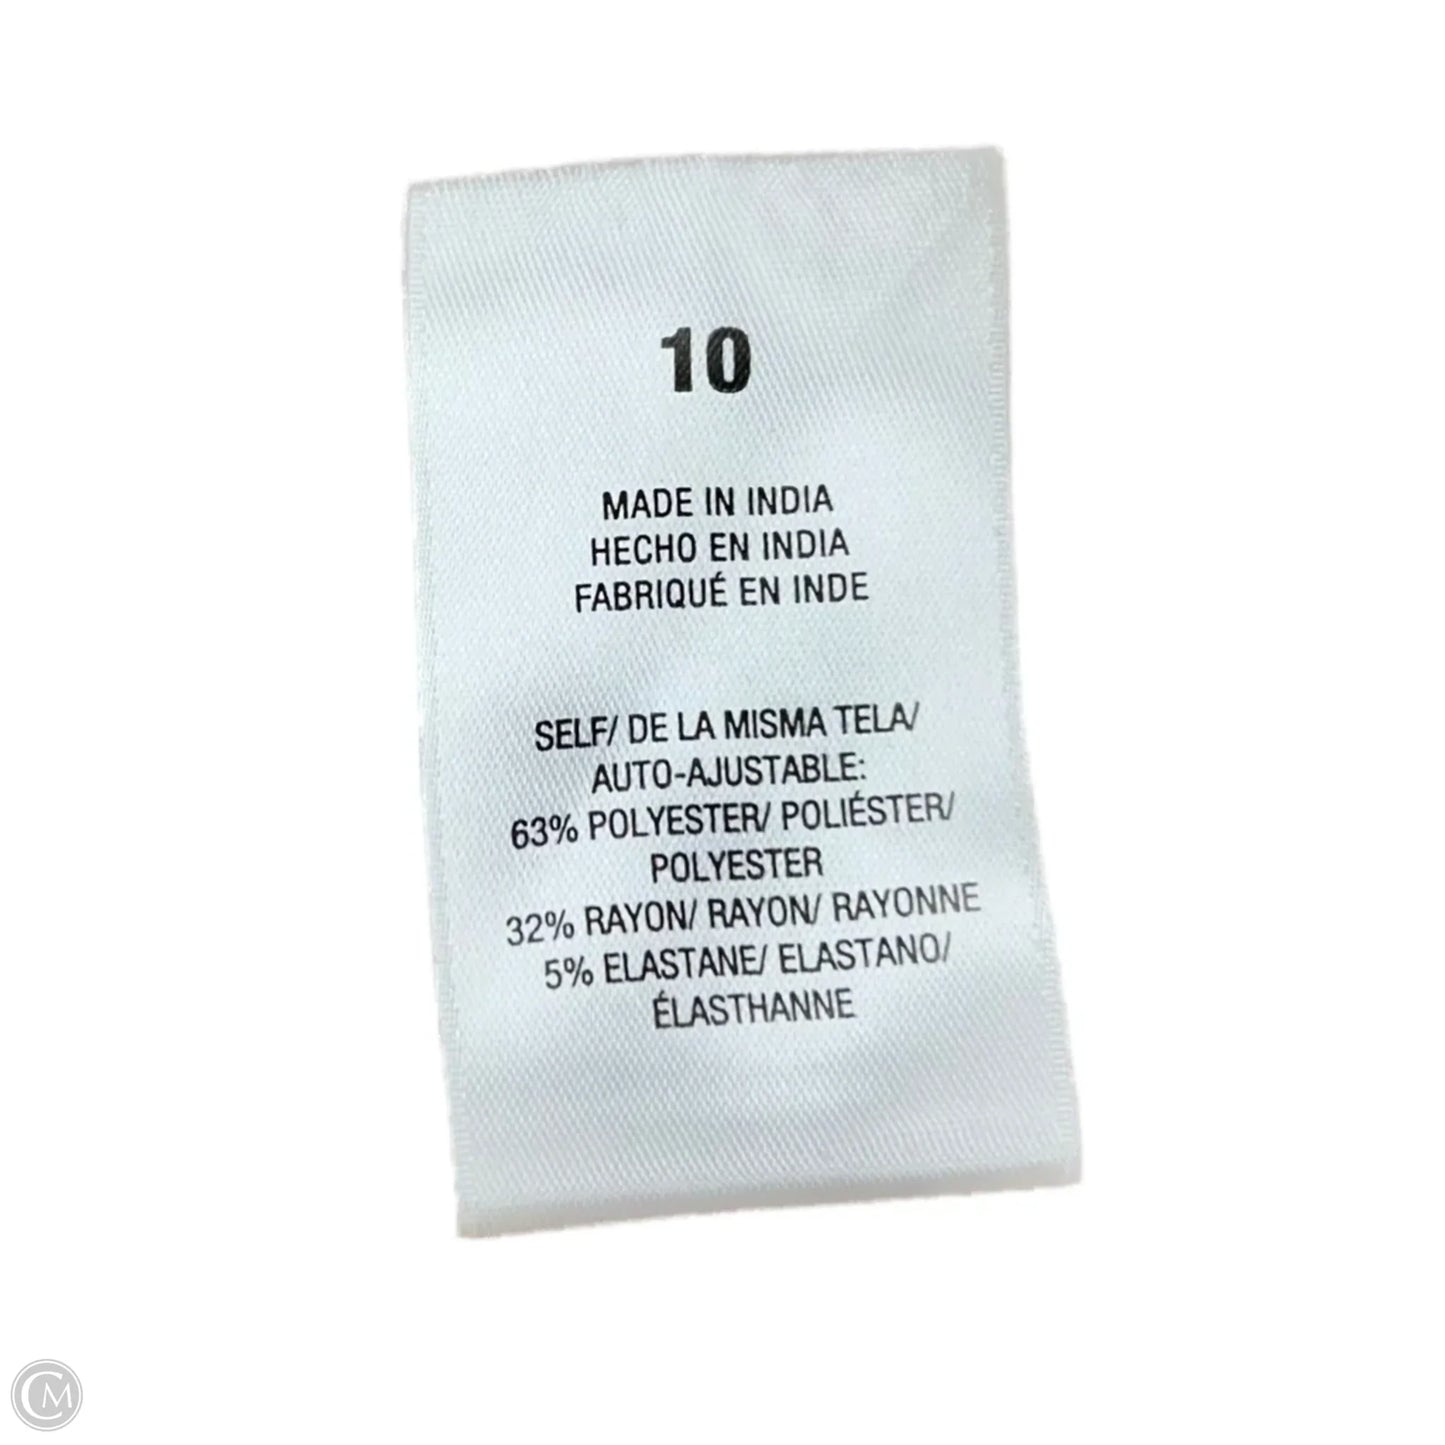 10
MADE IN INDIA
HECHO EN INDIA
FABRIQUÉ EN INDE
SELF/ DE LA MISMA TELA/
AUTO-AJUSTABLE:
63% POLYESTER/ POLIÉSTER/
POLYESTER
32% RAYON/ RAYON/ RAYONNE
5% ELASTANE/ ELASTANO/
ÉLASTHANNE
CM